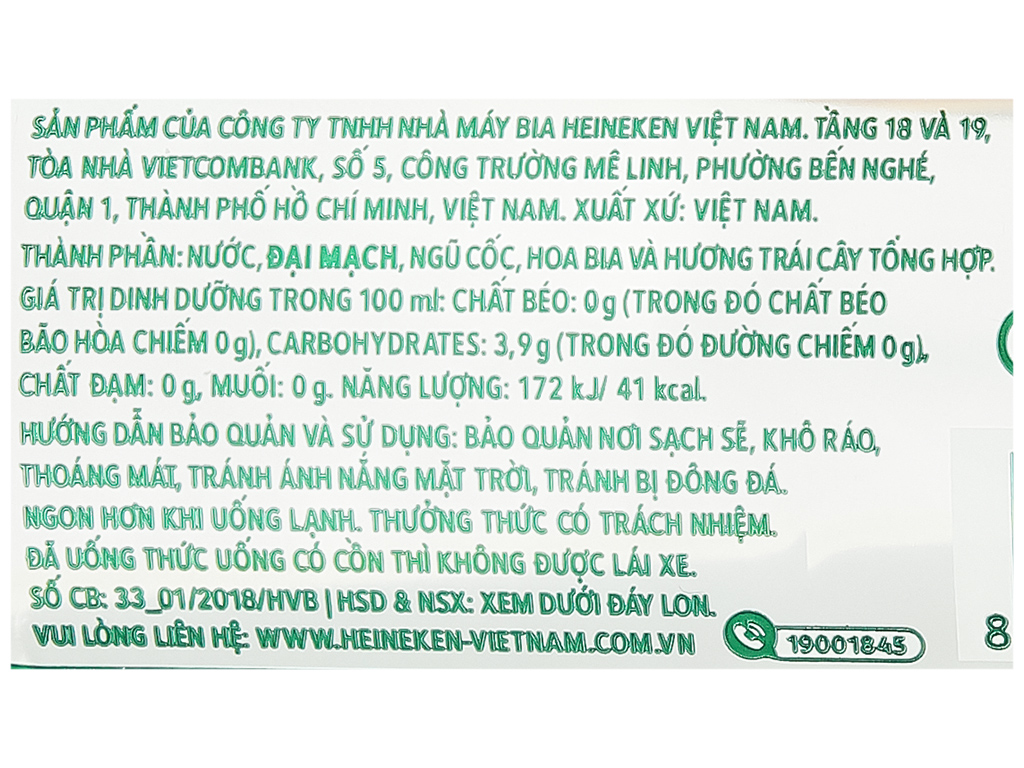 SẢN PHẨM CỦA CÔNG TY TNHH NHÀ MÁY BIA HEINEKEN VIỆT NAM. TẦNG 18 VÀ 19,
TÒA NHÀ VIETCOMBANK, SỐ 5, CÔNG TRƯỜNG MÊ LINH, PHƯỜNG BẾN NGHÉ,
QUẬN 1, THÀNH PHỐ HỒ CHÍ MINH, VIỆT NAM. XUẤT XỨ: VIỆT NAM.
THÀNH PHẦN: NƯỚC, ĐẠI MẠCH, NGŨ CỐC, HOA BIA VÀ HƯƠNG TRÁI CÂY TỔNG HỢP.
GIÁ TRỊ DINH DƯỠNG TRONG 100 ml: CHẤT BÉO: 0 g (TRONG ĐÓ CHẤT BÉO
BÃO HÒA CHIẾM 0 g), CARBOHYDRATES: 3,9 g (TRONG ĐÓ ĐƯỜNG CHIẾM 0 g),
CHẤT ĐẠM: 0 g, MUỐI: 0 g. NĂNG LƯỢNG: 172 kJ/ 41 kcal.
HƯỚNG DẪN BẢO QUẢN VÀ SỬ DỤNG: BẢO QUẢN NƠI SẠCH SẼ, KHÔ RÁO,
THOÁNG MÁT, TRÁNH ÁNH NẮNG MẶT TRỜI, TRÁNH BỊ ĐÔNG ĐÁ.
NGON HƠN KHI UỐNG LẠNH. THƯỞNG THỨC CÓ TRÁCH NHIỆM.
ĐÃ UỐNG THỨC UỐNG CÓ CỒN THÌ KHÔNG ĐƯỢC LÁI XE.
SỐ CB: 33_01/2018/HVB | HSD & NSX: XEM DƯỚI ĐÁY LON.
VUI LÒNG LIÊN HỆ: WWW.HEINEKEN-VIETNAM.COM.VN 19001845
8